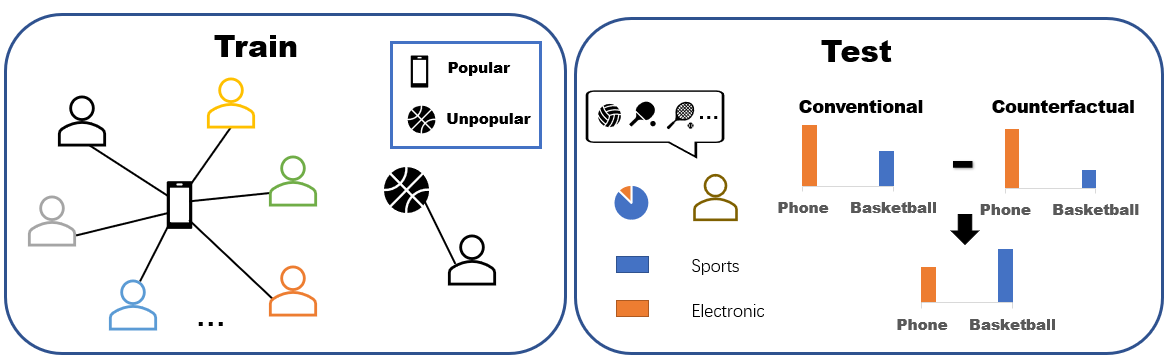 Train
Popular
Unpopular
...
Test
...
Conventional
Counterfactual
-
Phone
Basketball
Phone
Basketball
Sports
Electronic
Phone
Basketball